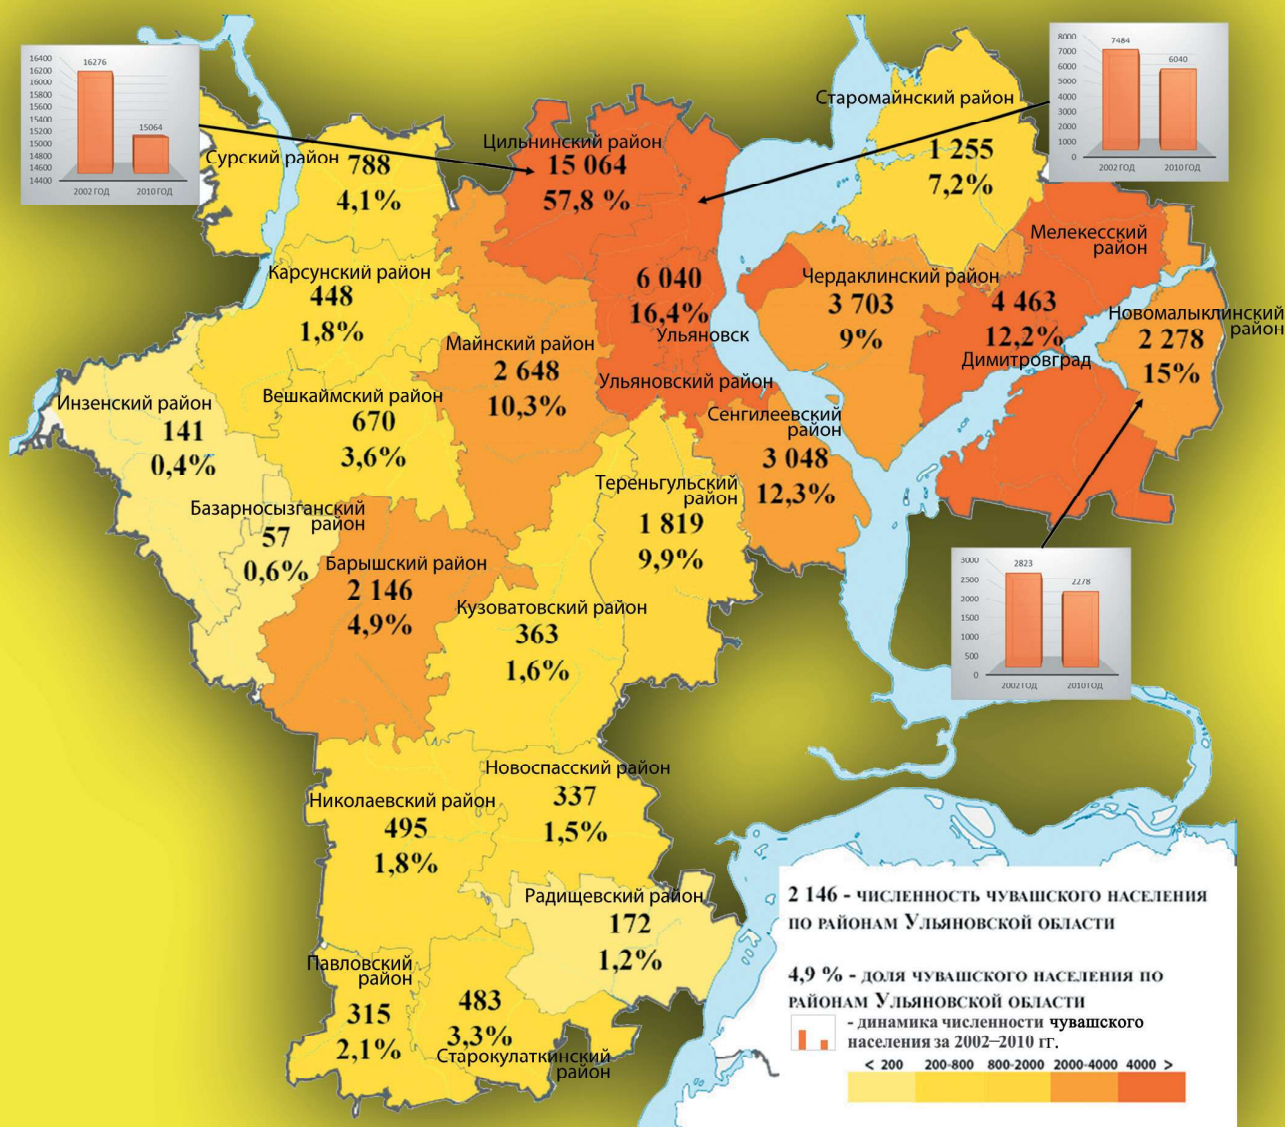 16400
16200
16000
15800
15600
15400
15200
15000
14800
14600
14400
16276
15064
2002 ГОД 2010 ГОД
8000
7000
6000
5000
4000
3000
2000
1000
0
7484
6040
2002 ГОД 2010 ГОД
Старомайнский район
1 255
7,2%
Цильнинский район
15 064
57,8 %
Сурский район
788
4,1%
Мелекесский
район
4 463
12,2%
Димитровград
Карсунский район
448
1,8%
6 040
16,4%
Ульяновск
Ульяновский район
Чердаклинский район
3 703
9%
Новомалыклинский
район
2 278
15%
Майнский район
2 648
10,3%
Вешкаймский район
670
3,6%
Инзенский район
141
0,4%
Сенгилеевский
район
3 048
12,3%
Тереньгульский
район
1 819
9,9%
Базарносызганский
район
57
0,6%
Барышский район
2 146
4,9%
Кузоватовский район
363
1,6%
3000
2500
2000
1500
1000
500
0
2823
2278
2002 ГОД 2010 ГОД
Новоспасский район
337
1,5%
Николаевский район
495
1,8%
Радищевский район
172
1,2%
Павловский
район
315
2,1%
483
3,3%
Старокулаткинский
район
2 146 - численность чувашского населения
по районам Ульяновской области
4,9 % - доля чувашского населения по
районам Ульяновской области
- динамика численности чувашского
населения за 2002–2010 гг.
< 200 200-800 800-2000 2000-4000 4000 >